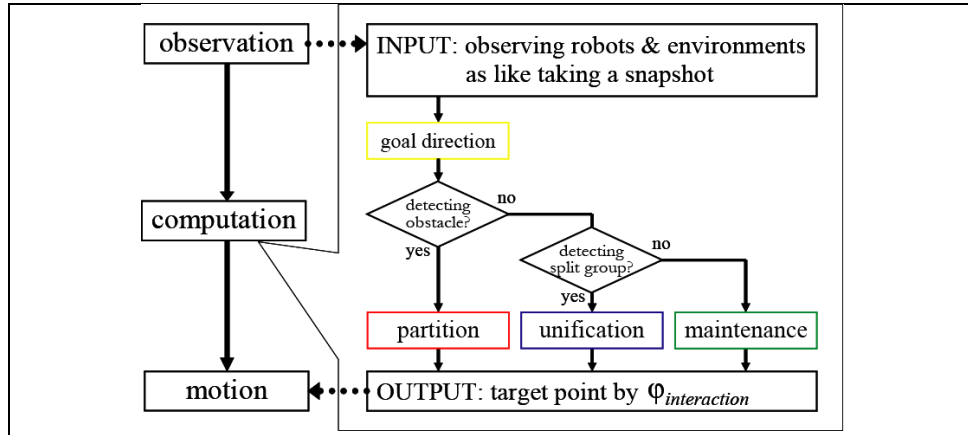 observation
INPUT: observing robots & environments
as like taking a snapshot
goal direction
detecting
obstacle?
no
yes
computation
detecting
split group?
no
yes
partition
unification
maintenance
motion
OUTPUT: target point by φinteraction